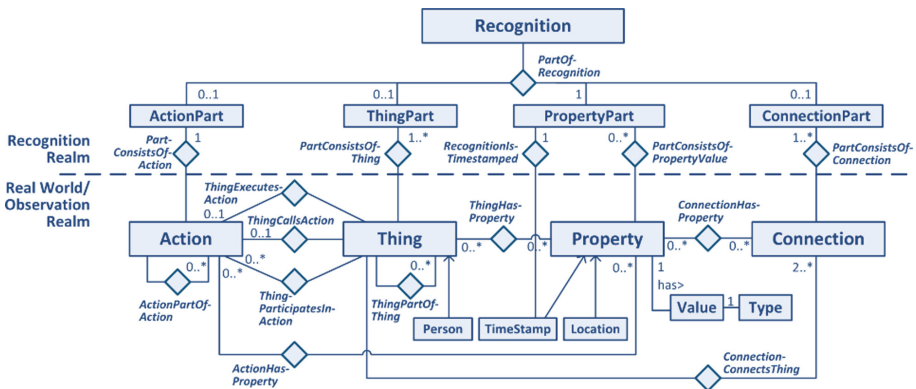 Recognition
PartOf-
Recognition
0..1
0..1
1
0..1
ActionPart
ThingPart
PropertyPart
ConnectionPart
Recognition
Realm
Part-
ConsistsOf-
Action
1
PartConsistsOf-
Thing
1..*
RecognitionIs-
Timestamped
1
0..*
PartConsistsOf-
PropertyValue
1..*
PartConsistsOf-
Connection
Real World/
Observation
Realm
ThingExecutes-
Action
0..1
ThingCallsAction
0..1
ThingHas-
Property
ConnectionHas-
Property
Action
Thing
Property
Connection
0..*
0..*
0..*
0..*
0..*
0..*
0..*
0..*
0..*
1
2..*
ActionPartOf-
Action
Thing-
ParticipatesIn-
Action
ThingPartOf-
Thing
has>
Person
TimeStamp
Location
Value
1
Type
ActionHas-
Property
Connection-
ConnectsThing